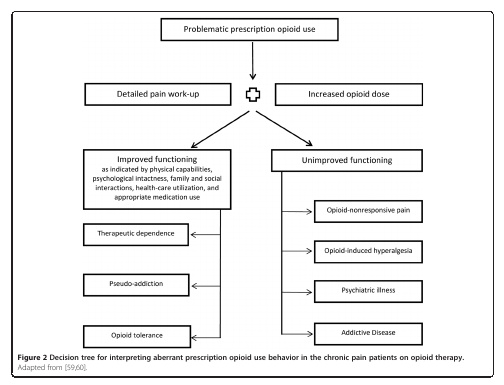 Problematic prescription opioid use
Detailed pain work-up
Increased opioid dose
Improved functioning
as indicated by physical capabilities,
psychological intactness, family and social
interactions, health-care utilization, and
appropriate medication use
Unimproved functioning
Therapeutic dependence
Pseudo-addiction
Opioid tolerance
Opioid-nonresponsive pain
Opioid-induced hyperalgesia
Psychiatric illness
Addictive Disease
Figure 2 Decision tree for interpreting aberrant prescription opioid use behavior in the chronic pain patients on opioid therapy.
Adapted from [59,60].